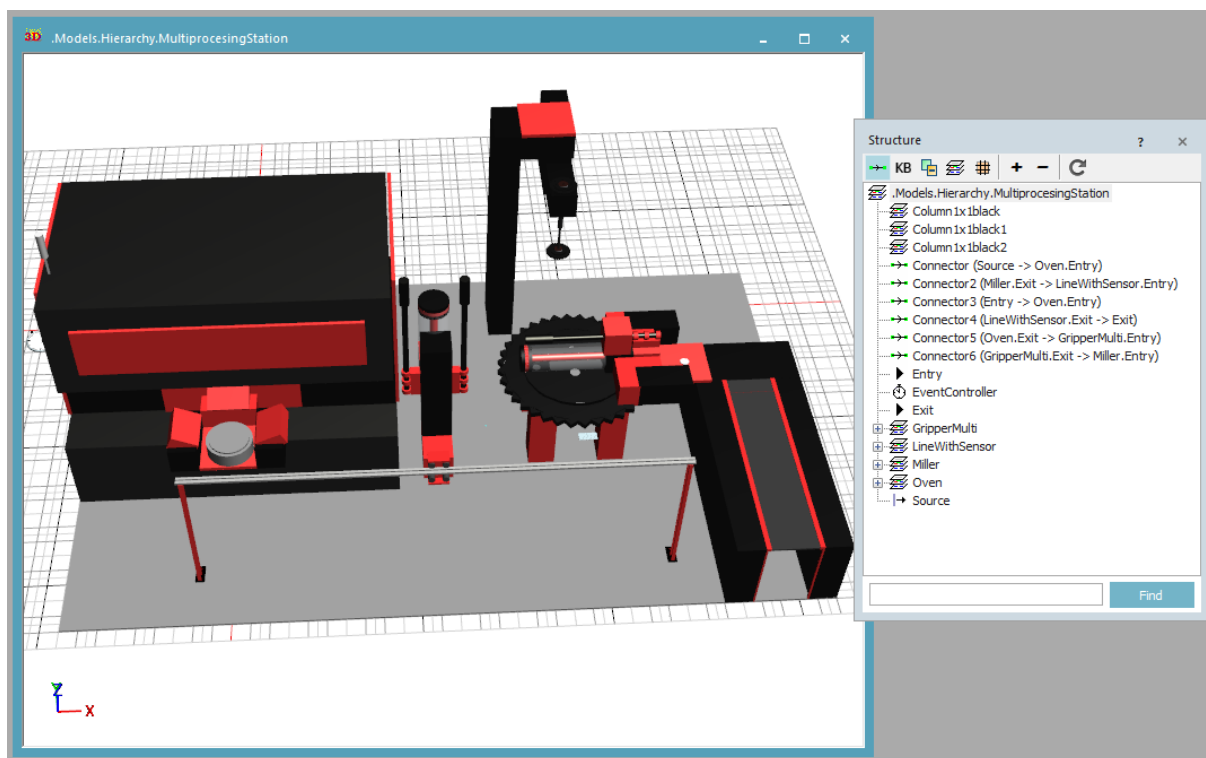 3D .Models.Hierarchy.MultiprocesingStation
Structure
?
KB
.Models.Hierarchy.MultiprocesingStation
Column1x1black
Column1x1black1
Column1x1black2
Connector (Source -> Oven.Entry)
Connector2 (Miller.Exit -> LineWithSensor.Entry)
Connector3 (Entry -> Oven.Entry)
Connector4 (LineWithSensor.Exit -> Exit)
Connector5 (Oven.Exit -> GripperMulti.Entry)
Connector6 (GripperMulti.Exit -> Miller.Entry)
Entry
EventController
Exit
GripperMulti
LineWithSensor
Miller
Oven
Source
Find
Z
X